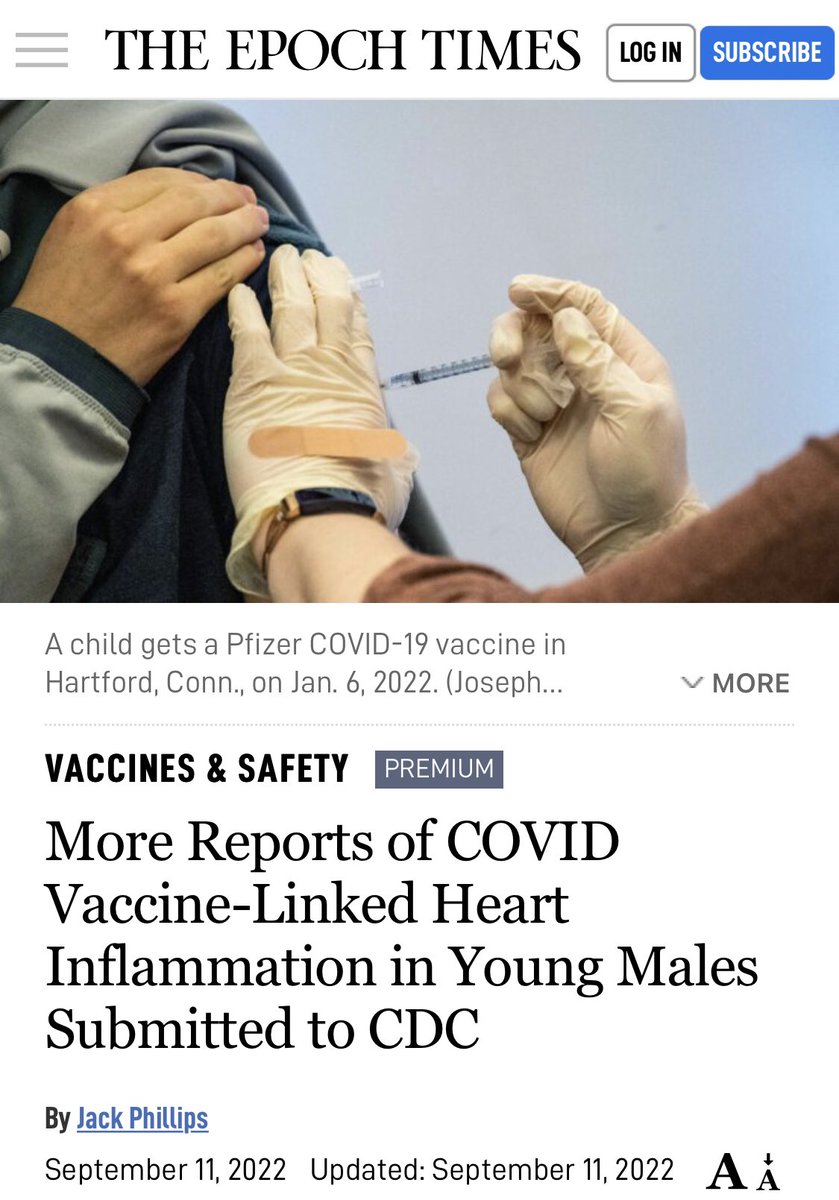 THE EPOCH TIMES
LOG IN
SUBSCRIBE
A child gets a Pfizer COVID-19 vaccine in
Hartford, Conn., on Jan. 6, 2022. (Joseph...
MORE
VACCINES & SAFETY
PREMIUM
More Reports of COVID
Vaccine-Linked Heart
Inflammation in Young Males
Submitted to CDC
By Jack Phillips
September 11, 2022 Updated: September 11, 2022
A A